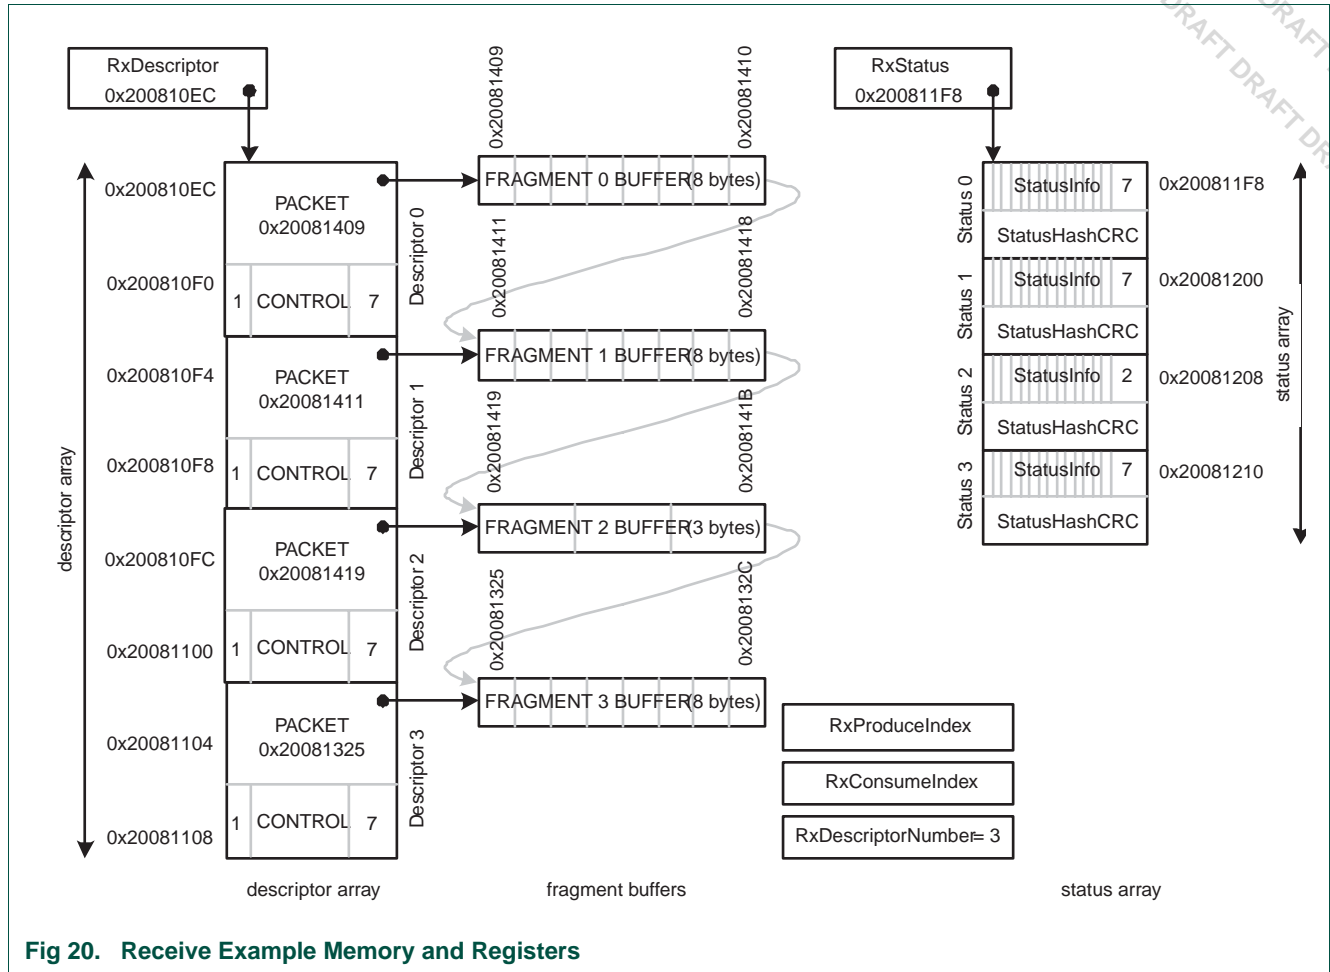 DRAFT DRAFT DRAFT
DRAFT DR
RxDescriptor
0x200810EC
0x20081409
0x20081410
RxStatus
0x200811F8
0x200810EC
PACKET
0x20081409
Descriptor 0
FRAGMENT 0 BUFFER(8 bytes)
Status 0
StatusInfo 7
0x200811F8
StatusHashCRC
0x200810F0
1 CONTROL 7
0x20081411
0x20081418
Status 1
StatusInfo 7
0x20081200
StatusHashCRC
0x200810F4
PACKET
0x20081411
Descriptor 1
FRAGMENT 1 BUFFER(8 bytes)
Status 2
StatusInfo 2
0x20081208
StatusHashCRC
status array
0x200810F8
1 CONTROL 7
0x20081419
0x2008141B
Status 3
StatusInfo 7
0x20081210
StatusHashCRC
descriptor array
0x200810FC
PACKET
0x20081419
Descriptor 2
FRAGMENT 2 BUFFER(3 bytes)
0x20081100
1 CONTROL 7
0x20081325
0x2008132C
0x20081104
PACKET
0x20081325
Descriptor 3
FRAGMENT 3 BUFFER(8 bytes)
0x20081108
1 CONTROL 7
RxProduceIndex
RxConsumeIndex
RxDescriptorNumber= 3
descriptor array
fragment buffers
status array
Fig 20. Receive Example Memory and Registers